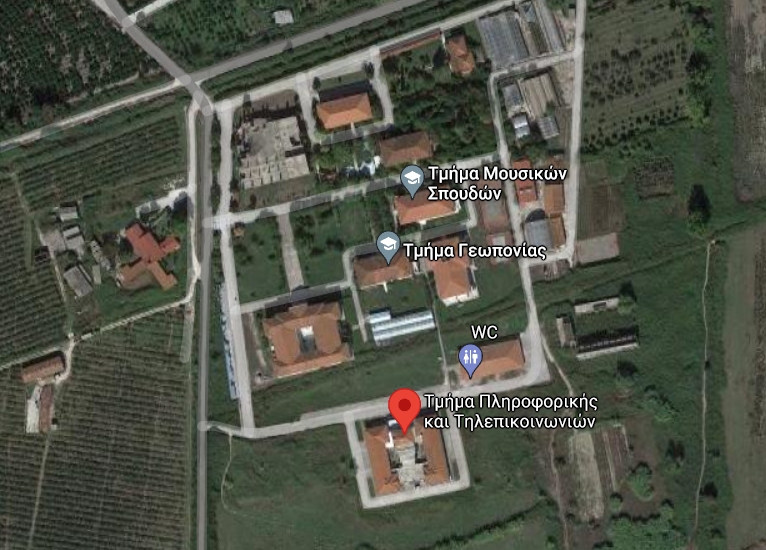 Τμήμα Μουσικών
Σπουδών
Τμήμα Γεωπονίας
WC
Τμήμα Πληροφορικής
και Τηλεπικοινωνιών